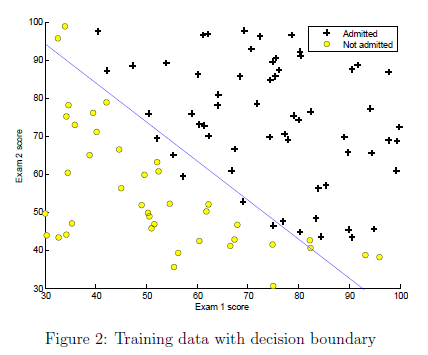 100
90
80
70
60
50
40
30
Exam 2 score
Admitted
Not admitted
30 40 50 60 70 80 90 100
Exam 1 score
Figure 2: Training data with decision boundary